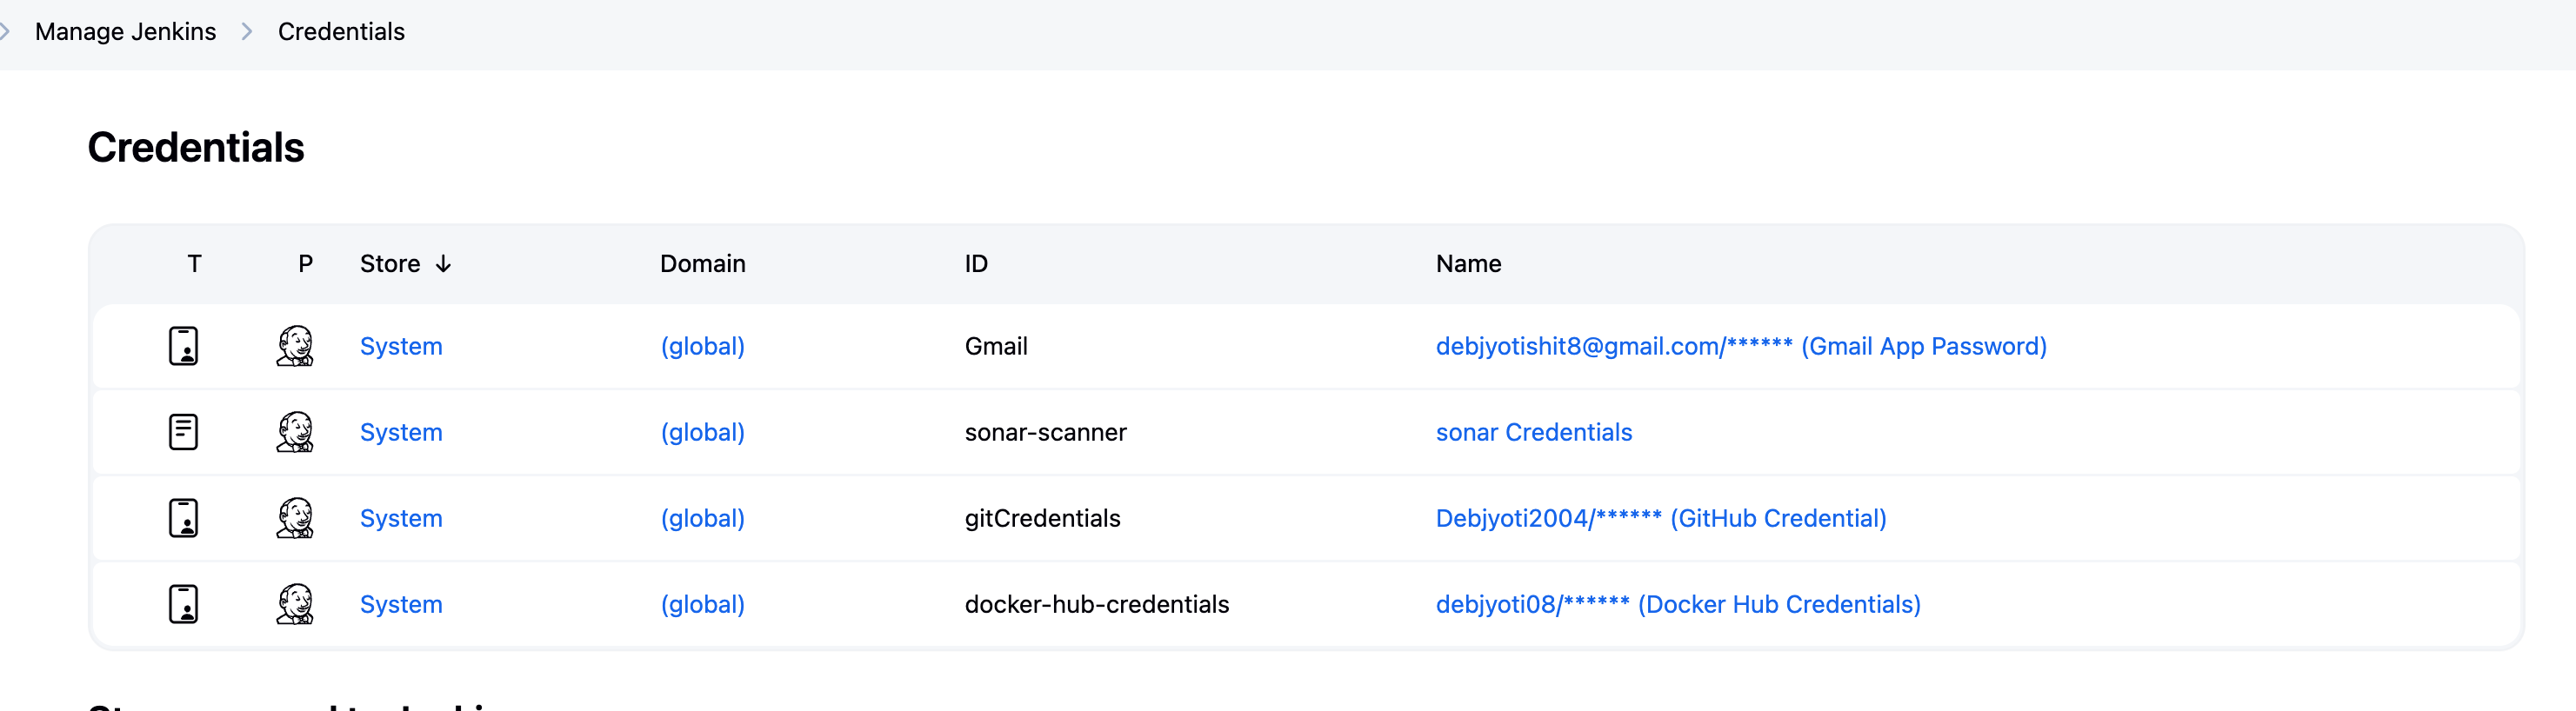 Manage Jenkins > Credentials
Credentials
T P Store ↓ Domain ID Name
System (global) Gmail debjyotishit8@gmail.com/****** (Gmail App Password)
System (global) sonar-scanner sonar Credentials
System (global) gitCredentials Debjyoti2004/****** (GitHub Credential)
System (global) docker-hub-credentials debjyoti08/****** (Docker Hub Credentials)